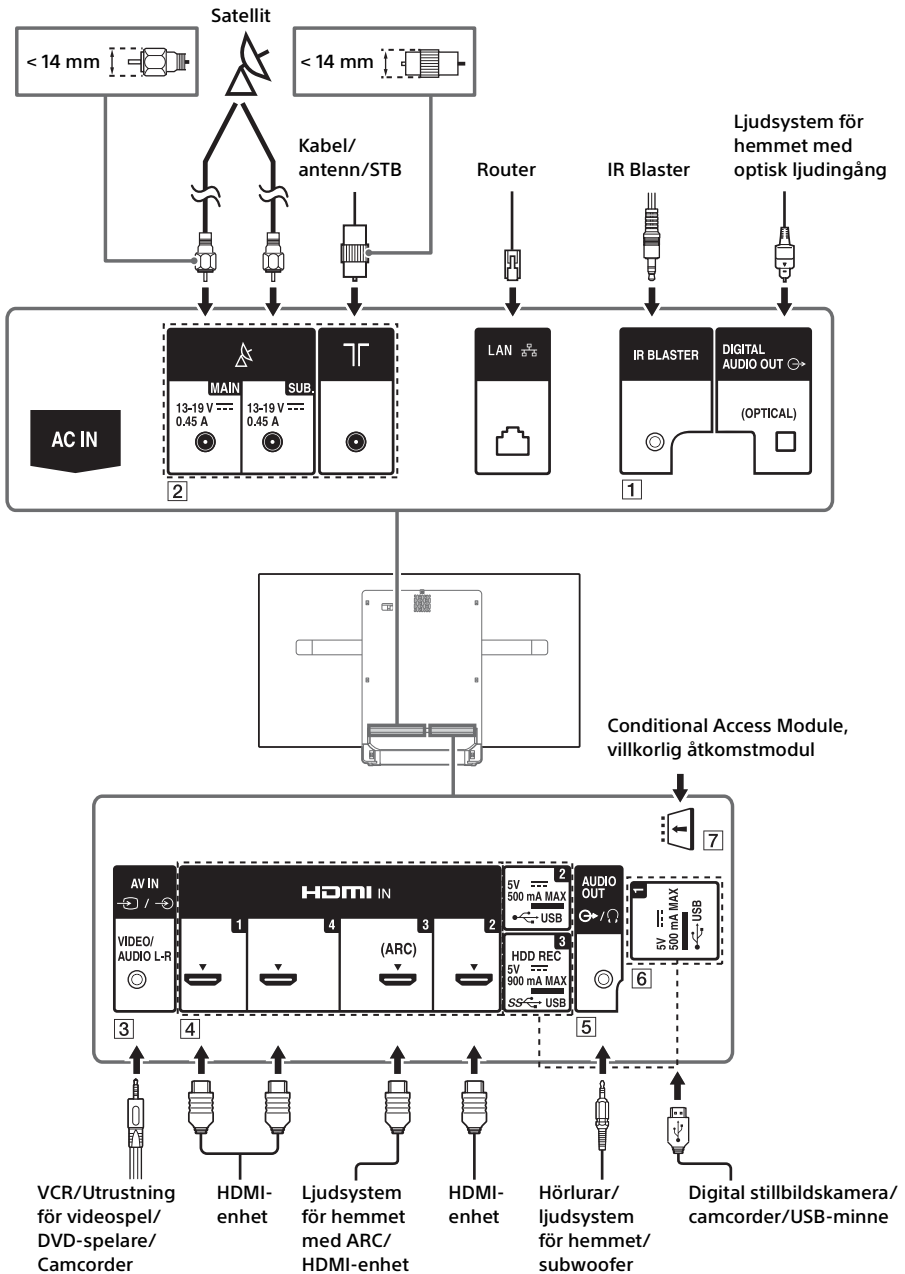 Satellit
< 14 mm
< 14 mm
Kabel/
antenn/STB
Router
IR Blaster
Ljudsystem för
hemmet med
optisk ljudingång
AC IN
MAIN
13-19 V
0.45 A
SUB.
13-19 V
0.45 A
2
LAN
IR BLASTER
1
DIGITAL
AUDIO OUT
(OPTICAL)
Conditional Access Module,
villkorlig åtkomstmodul
7
AV IN
/
VIDEO/
AUDIO L-R
3
HDMI IN
1
4
(ARC)
3
2
4
2
5V
500 mA MAX
USB
3
HDD REC
5V
900 mA MAX
SS USB
AUDIO
OUT
/
5
1
5V
500 mA MAX
USB
6
VCR/Utrustning
för videospel/
DVD-spelare/
Camcorder
HDMI-
enhet
Ljudsystem
för hemmet
med ARC/
HDMI-enhet
HDMI-
enhet
Hörlurar/
ljudsystem
för hemmet/
subwoofer
Digital stillbildskamera/
camcorder/USB-minne